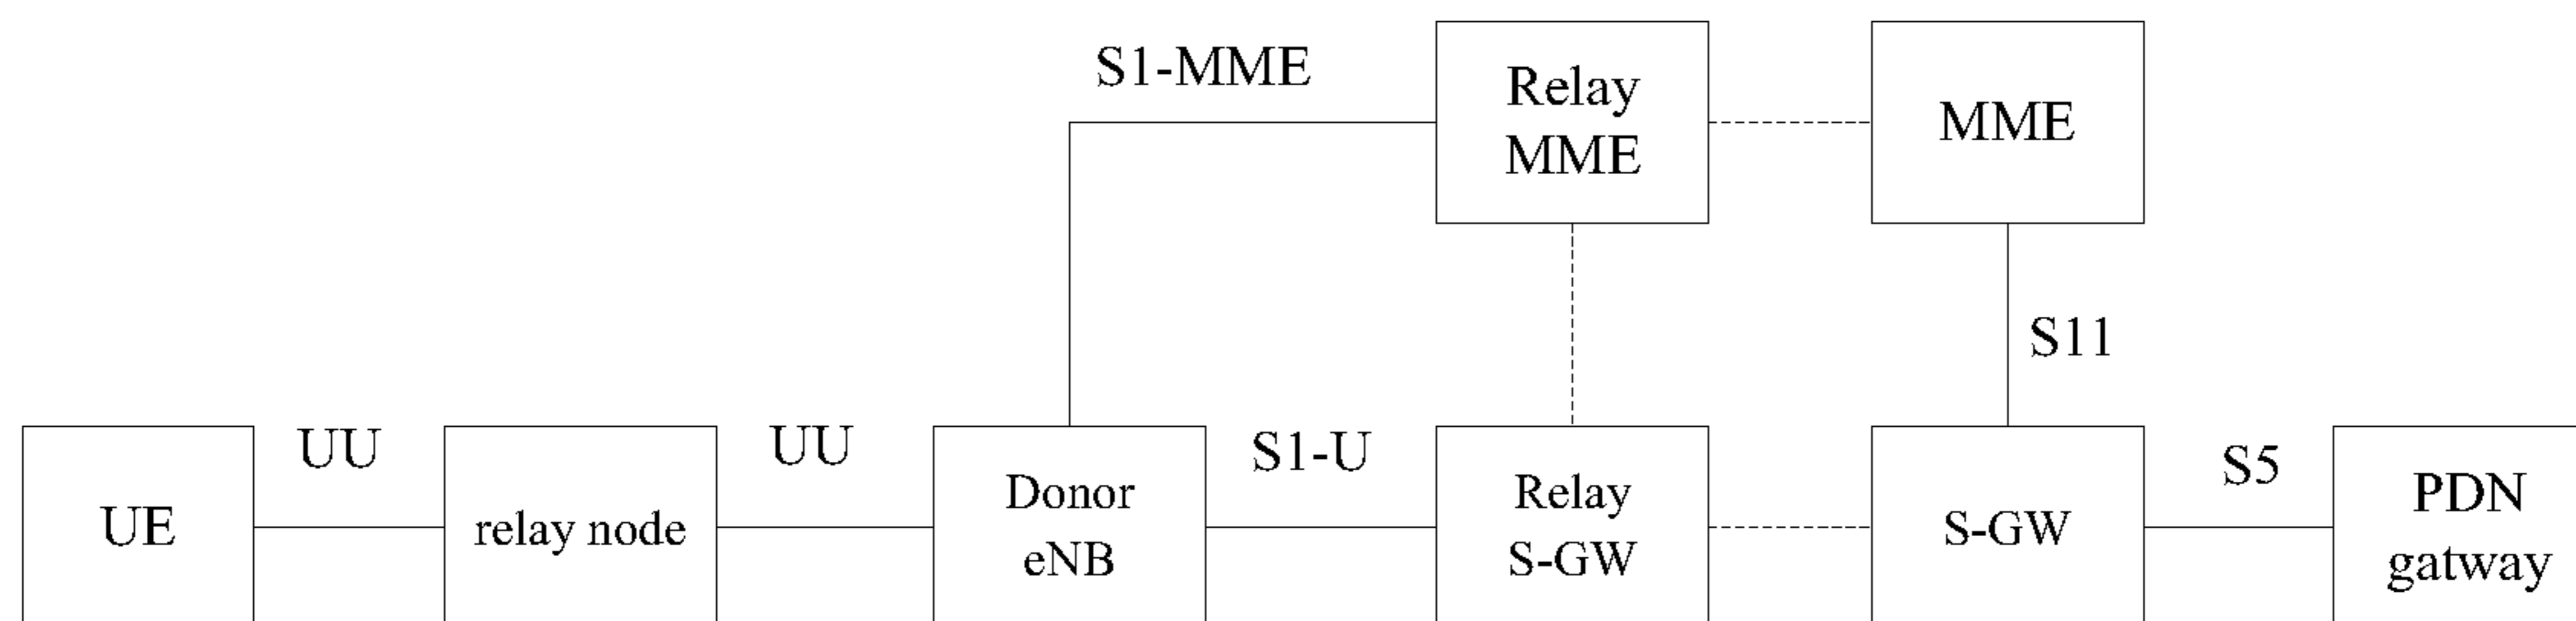 S1-MME
Relay
MME
MME
S11
UE
UU
relay node
UU
Donor
eNB
S1-U
Relay
S-GW
S-GW
S5
PDN
gatway